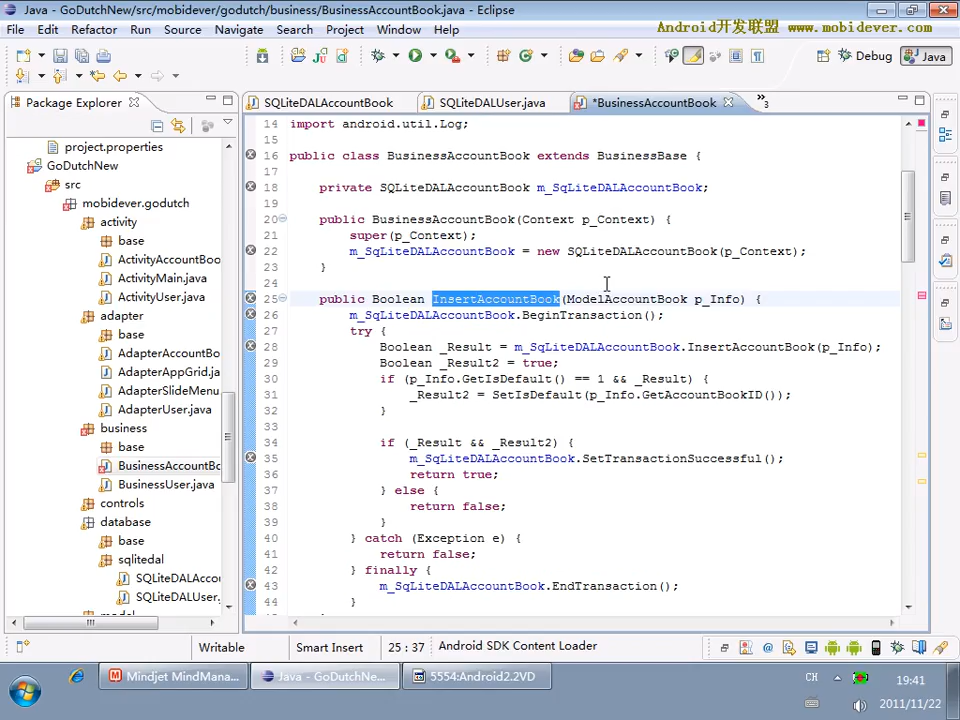 Java - GoDutchNew/src/mobidever/godutch/business/BusinessAccountBook.java - Eclipse
File Edit Refactor Run Source Navigate Search Project Window Help
Android开发联盟 www.mobidever.com
Debug
Java
Package Explorer
SQLiteDALAccountBook
SQLiteDALUser.java
*BusinessAccountBook
»3
project.properties
GoDutchNew
src
mobidever.godutch
activity
base
ActivityAccountBoo
ActivityMain.java
ActivityUser.java
adapter
base
AdapterAccountBo
AdapterAppGrid.ja
AdapterSlideMenu
AdapterUser.java
business
base
BusinessAccountBo
BusinessUser.java
controls
database
base
sqlitedal
SQLiteDALAcco
SQLiteDALUser.
14 import android.util.Log;
15
16 public class BusinessAccountBook extends BusinessBase {
17
18 private SQLiteDALAccountBook m_SqLiteDALAccountBook;
19
20 public BusinessAccountBook(Context p_Context) {
21 super(p_Context);
22 m_SqLiteDALAccountBook = new SQLiteDALAccountBook(p_Context);
23 }
24
25 public Boolean InsertAccountBook(ModelAccountBook p_Info) {
26 m_SqLiteDALAccountBook.BeginTransaction();
27 try {
28 Boolean _Result = m_SqLiteDALAccountBook.InsertAccountBook(p_Info);
29 Boolean _Result2 = true;
30 if (p_Info.GetIsDefault() == 1 && _Result) {
31 _Result2 = SetIsDefault(p_Info.GetAccountBookID());
32 }
33
34 if (_Result && _Result2) {
35 m_SqLiteDALAccountBook.SetTransactionSuccessful();
36 return true;
37 } else {
38 return false;
39 }
40 } catch (Exception e) {
41 return false;
42 } finally {
43 m_SqLiteDALAccountBook.EndTransaction();
44 }
Writable
Smart Insert
25 : 37
Android SDK Content Loader
Mindjet MindMana...
Java - GoDutchNe...
5554:Android2.2VD
CH
19:41
2011/11/22